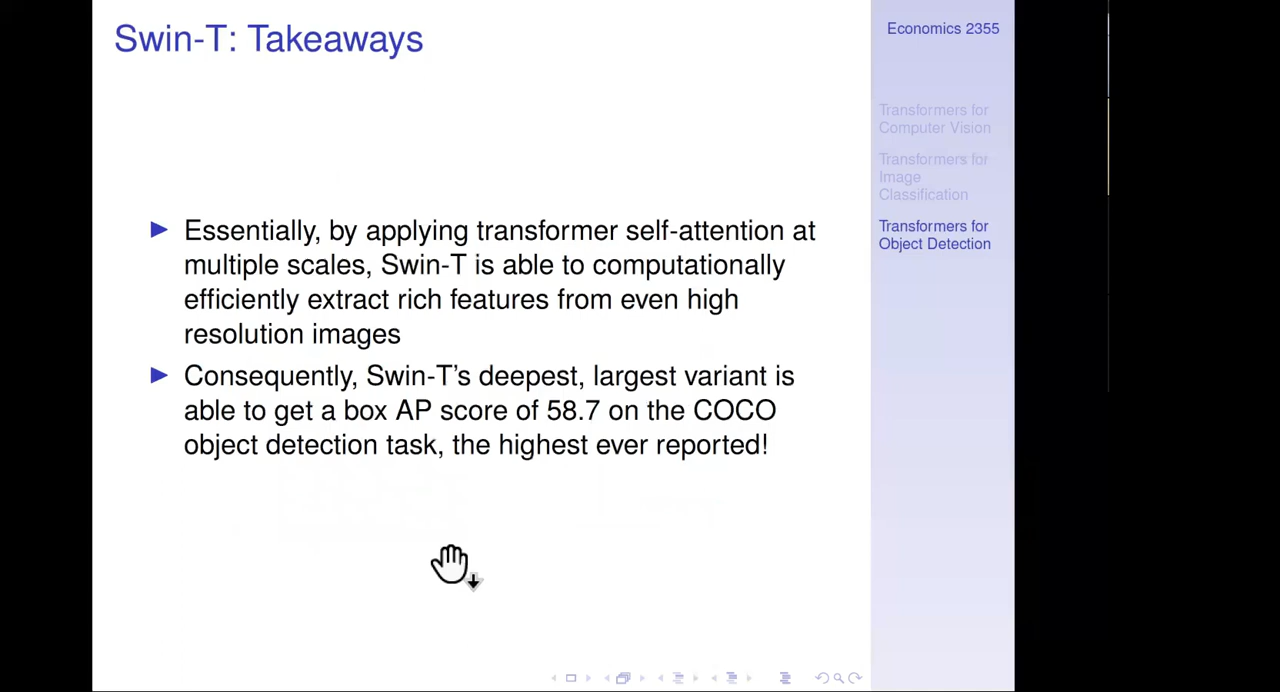 Swin-T: Takeaways
Essentially, by applying transformer self-attention at
multiple scales, Swin-T is able to computationally
efficiently extract rich features from even high
resolution images
Consequently, Swin-T's deepest, largest variant is
able to get a box AP score of 58.7 on the COCO
object detection task, the highest ever reported!
Economics 2355
Transformers for
Computer Vision
Transformers for
Image
Classification
Transformers for
Object Detection